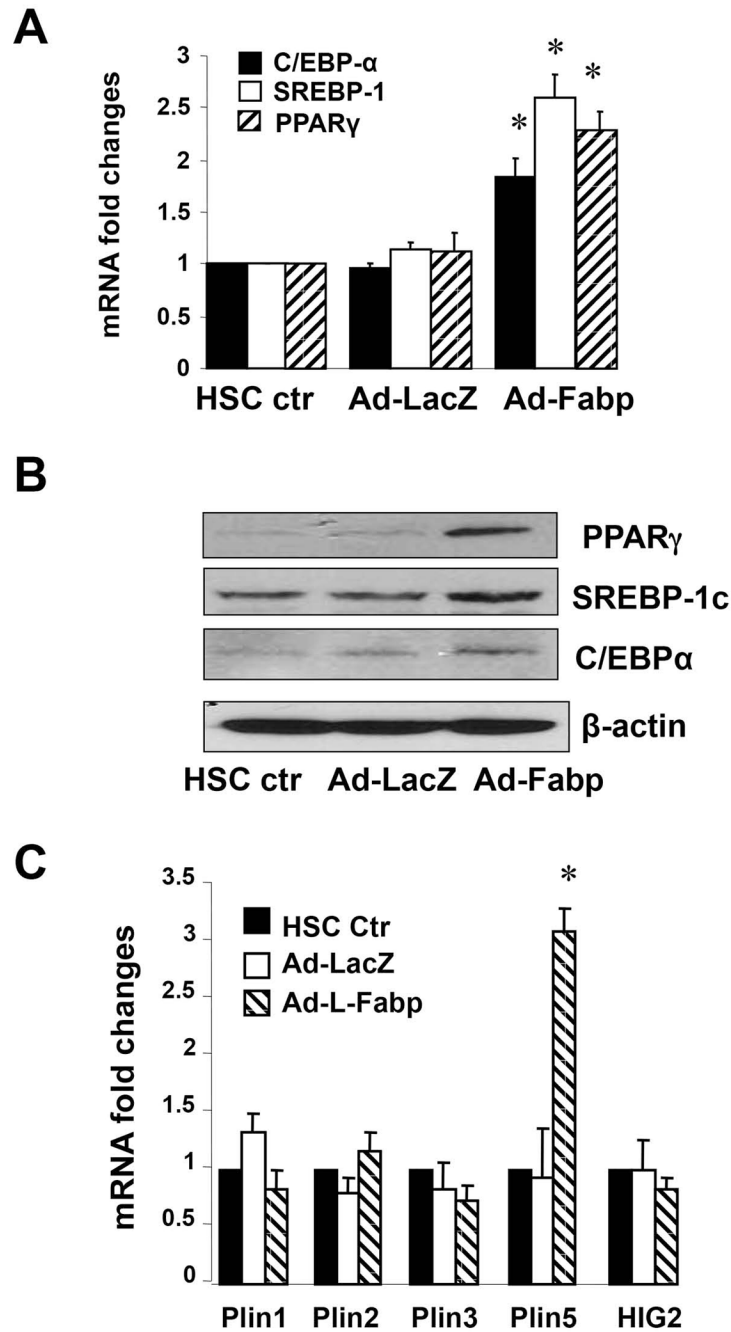 A
3
2.5
2
1.5
1
0.5
0
mRNA fold changes
C/EBP-α
SREBP-1
PPARγ
*
*
*
HSC ctr Ad-LacZ Ad-Fabp
B
PPARγ
SREBP-1c
C/EBPα
β-actin
HSC ctr Ad-LacZ Ad-Fabp
C
3.5
3
2.5
2
1.5
1
0.5
0
mRNA fold changes
HSC Ctr
Ad-LacZ
Ad-L-Fabp
*
Plin1 Plin2 Plin3 Plin5 HIG2